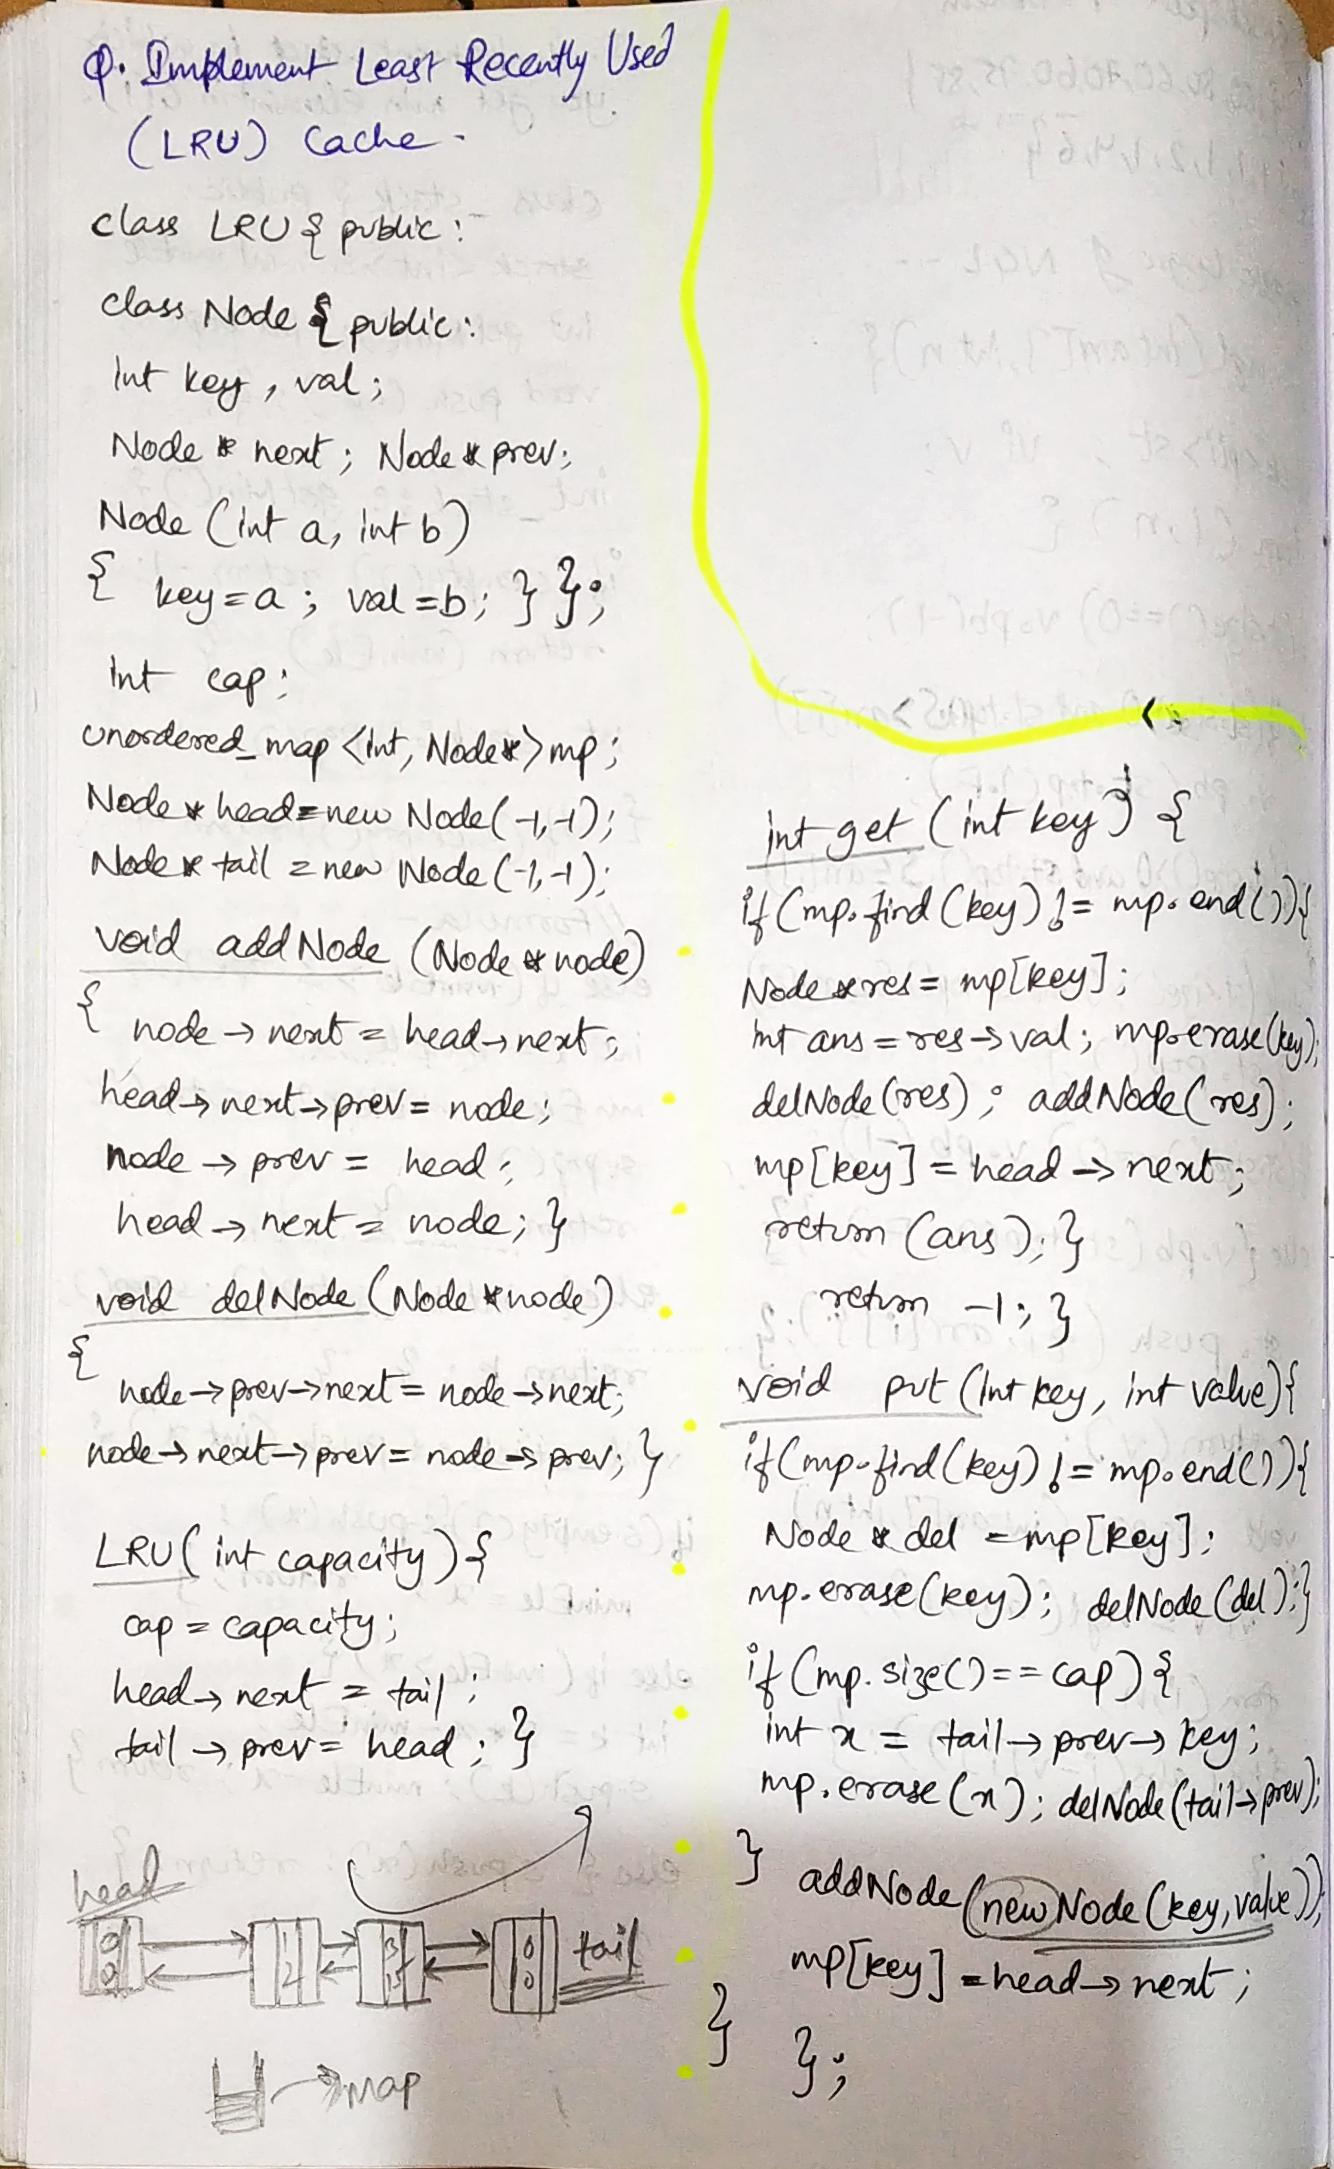 Q. Implement Least Recently Used
(LRU) Cache -
class LRU { public:
class Node { public:
int key, val;
Node * next; Node * prev;
Node (int a, int b)
{ key=a; val=b; } };
int cap;
unordered_map <int, Node*> mp;
Node * head = new Node(-1,-1);
Node * tail = new Node(-1,-1);
void addNode (Node * node)
{
node → next = head→next;
head→next→prev = node;
node → prev = head;
head → next = node; }
void delNode (Node * node)
{
node→prev→next = node→next;
node→next→prev = node→prev; }
LRU( int capacity) {
cap = capacity;
head→next = tail;
tail → prev = head; }
head
tail
map
int get (int key) {
if (mp.find(key) != mp.end()){
Node * res = mp[key];
int ans = res→val; mp.erase(key);
delNode(res); addNode(res);
mp[key] = head → next;
return (ans); }
return -1; }
void put (int key, int value){
if (mp.find(key) != mp.end()){
Node * del = mp[key];
mp.erase(key); delNode(del);}
if (mp.size() == cap) {
int x = tail→prev→key;
mp.erase(x); delNode(tail→prev);
} addNode(new Node(key,value));
mp[key] = head→next;
} };